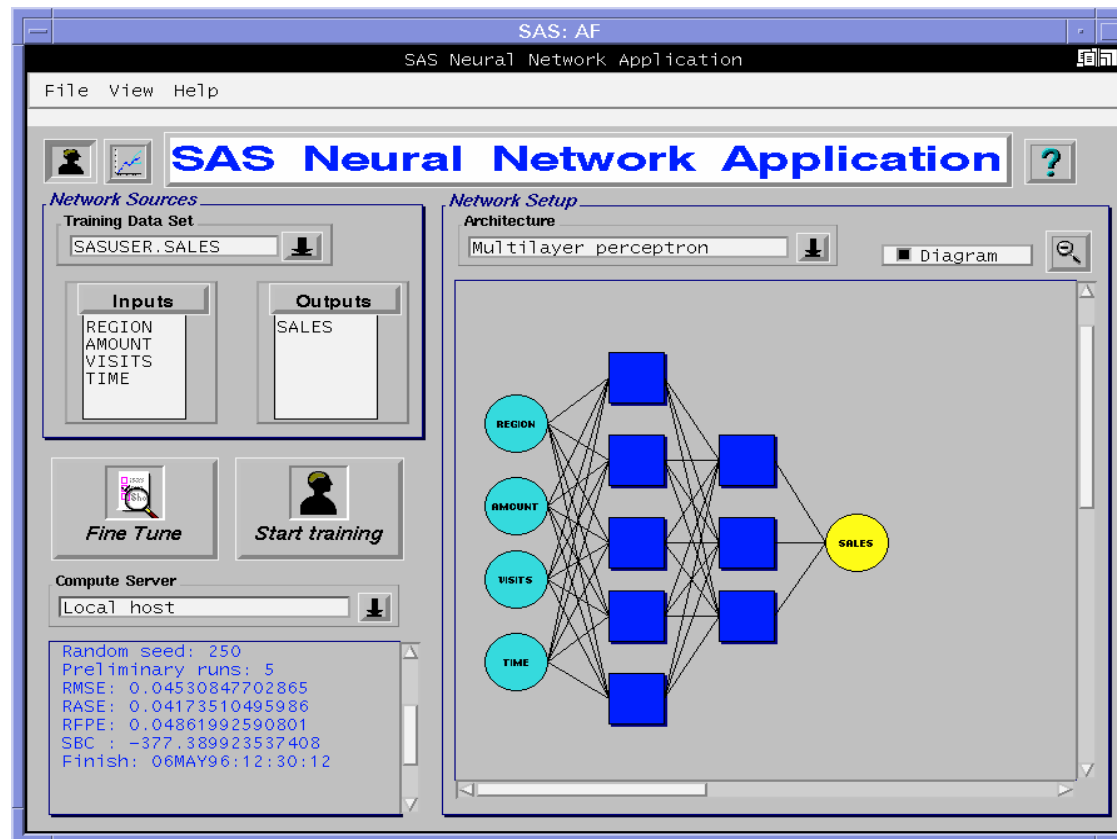 SAS: AF
SAS Neural Network Application
File View Help
SAS Neural Network Application
?
Network Sources
Training Data Set
SASUSER.SALES
Inputs
REGION
AMOUNT
VISITS
TIME
Outputs
SALES
Fine Tune
Start training
Compute Server
Local host
Random seed: 250
Preliminary runs: 5
RMSE: 0.04530847702865
RASE: 0.04173510495986
RFPE: 0.04861992590801
SBC : -377.389923537408
Finish: 06MAY96:12:30:12
Network Setup
Architecture
Multilayer perceptron
Diagram
REGION
AMOUNT
VISITS
TIME
SALES